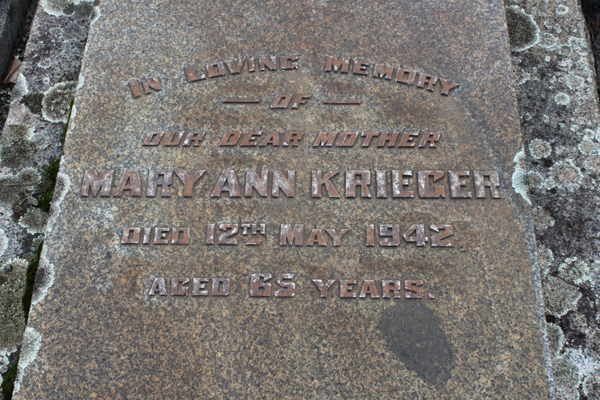 IN LOVING MEMORY
— OF —
OUR DEAR MOTHER
MARY ANN KRIEGER
DIED 12TH MAY 1942,
AGED 65 YEARS.